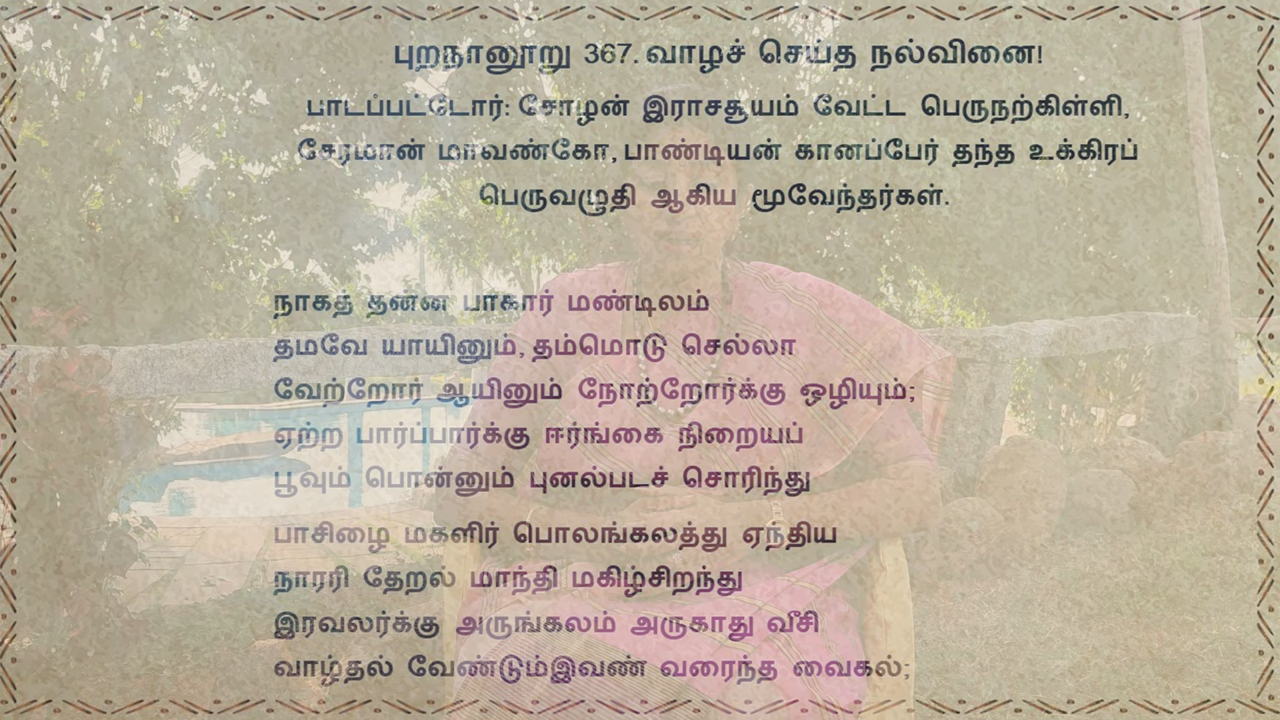 புறநானூறு 367. வாழச் செய்த நல்வினை!
பாடப்பட்டோர்: சோழன் இராசசூயம் வேட்ட பெருநற்கிள்ளி,
சேரமான் மாவண்கோ, பாண்டியன் கானப்பேர் தந்த உக்கிரப்
பெருவழுதி ஆகிய மூவேந்தர்கள்.
நாகத் தன்ன பாகார் மண்டிலம்
தமவே யாயினும், தம்மொடு செல்லா
வேற்றோர் ஆயினும் நோற்றோர்க்கு ஒழியும்;
ஏற்ற பார்ப்பார்க்கு ஈர்ங்கை நிறையப்
பூவும் பொன்னும் புனல்படச் சொரிந்து
பாசிழை மகளிர் பொலங்கலத்து ஏந்திய
நாரரி தேறல் மாந்தி மகிழ்சிறந்து
இரவலர்க்கு அருங்கலம் அருகாது வீசி
வாழ்தல் வேண்டும்இவண் வரைந்த வைகல்;